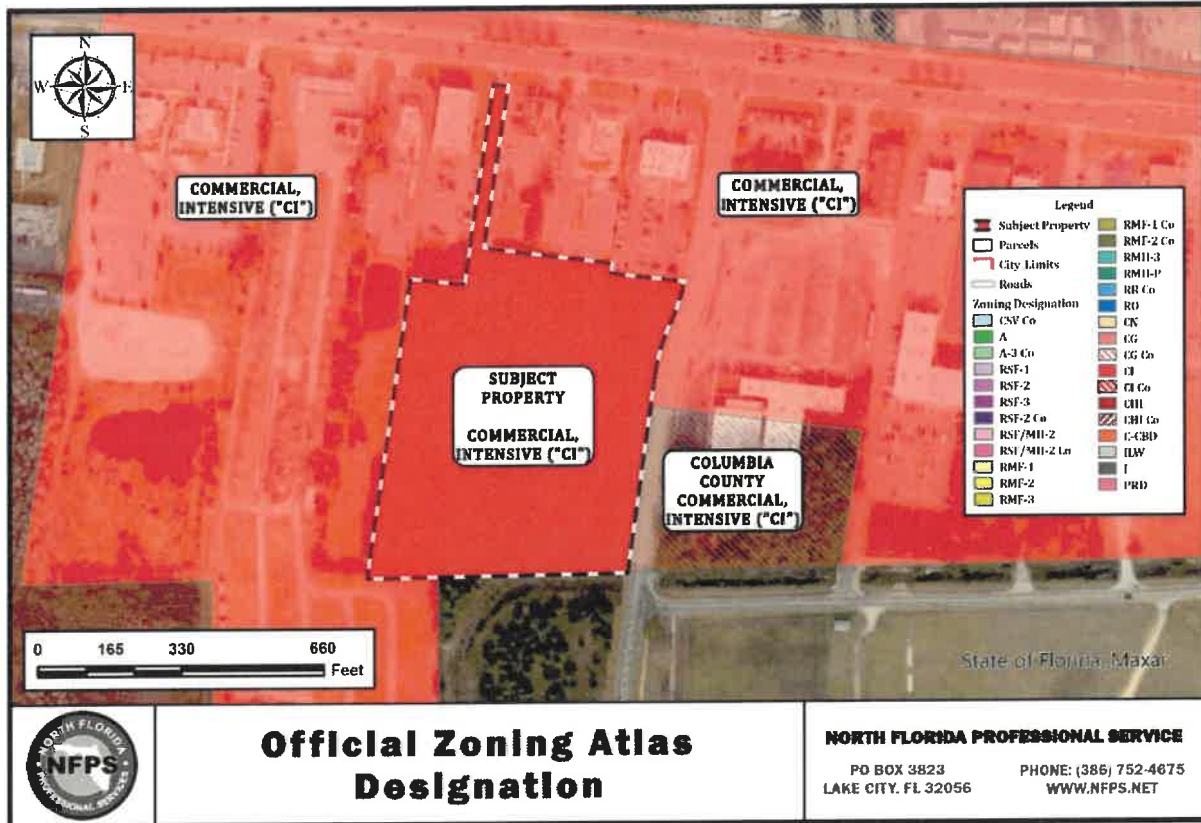 N
W E
S
COMMERCIAL,
INTENSIVE ("CI")
COMMERCIAL,
INTENSIVE ("CI")
SUBJECT
PROPERTY
COMMERCIAL,
INTENSIVE ("CI")
COLUMBIA
COUNTY
COMMERCIAL,
INTENSIVE ("CI")
Legend
Subject Property
Parcels
City Limits
Roads
Zoning Designation
CSV Co
A
A-3 Co
RSF-1
RSF-2
RSF-3
RSF-2 Co
RSF/MH-2
RSF/MH-2
RMF-1
RMF-2
RMF-3
RMF-1 Co
RMF-2 Co
RMH-3
RMH-P
RR Co
RO
CN
CG
CG Co
CI
CI Co
CHI
CHI Co
C-CBD
ILW
I
PRD
0 165 330 660
Feet
State of Florida, Maxar
NORTH FLORIDA
NFPS
PROFESSIONAL SERVICES
Official Zoning Atlas
Designation
NORTH FLORIDA PROFESSIONAL SERVICE
PO BOX 3823
LAKE CITY, FL 32056
PHONE: (386) 752-4675
WWW.NFPS.NET